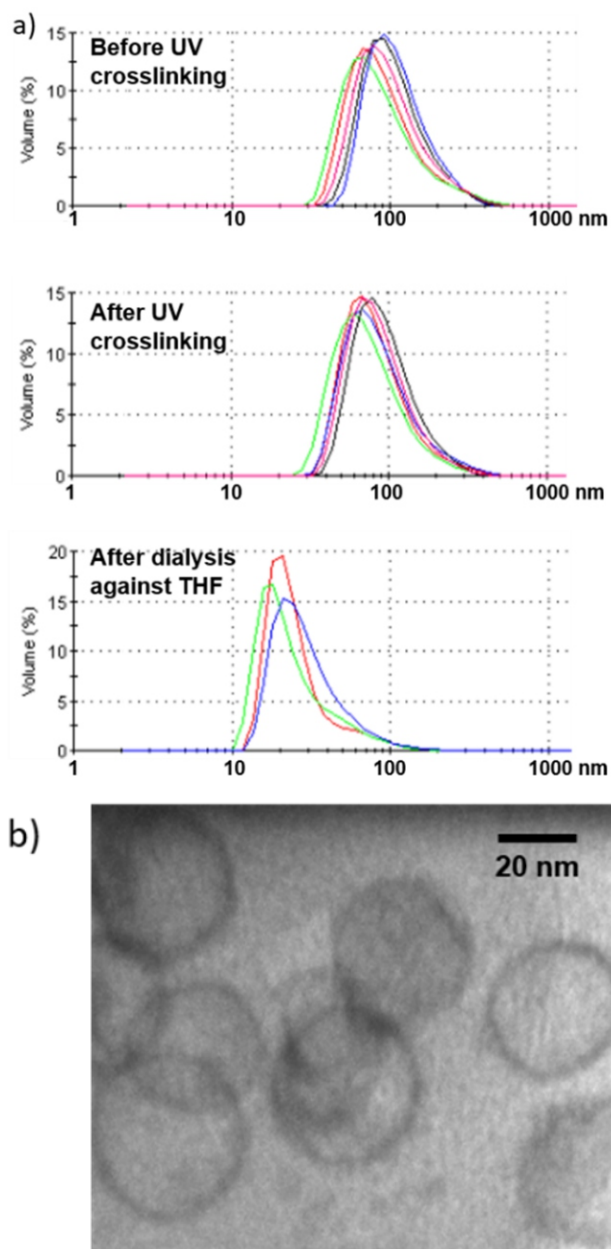 a)
Before UV
crosslinking
Volume (%)
15
10
5
0
1 10 100 1000 nm
After UV
crosslinking
Volume (%)
15
10
5
0
1 10 100 1000 nm
After dialysis
against THF
Volume (%)
20
15
10
5
0
1 10 100 1000 nm
b)
20 nm